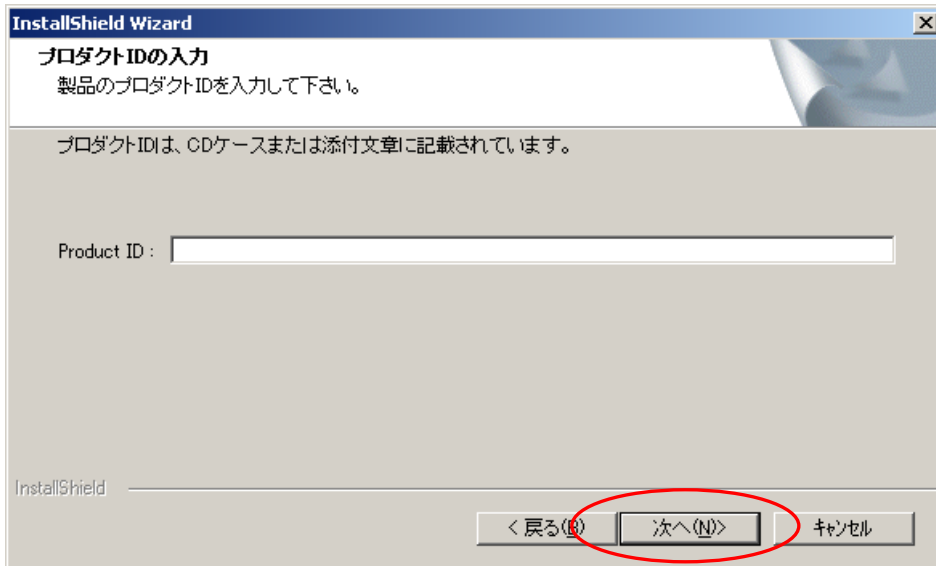 InstallShield Wizard
プロダクトIDの入力
製品のプロダクトIDを入力して下さい。
プロダクトIDは、CDケースまたは添付文章に記載されています。
Product ID :
InstallShield
< 戻る(B) 次へ(N)> キャンセル